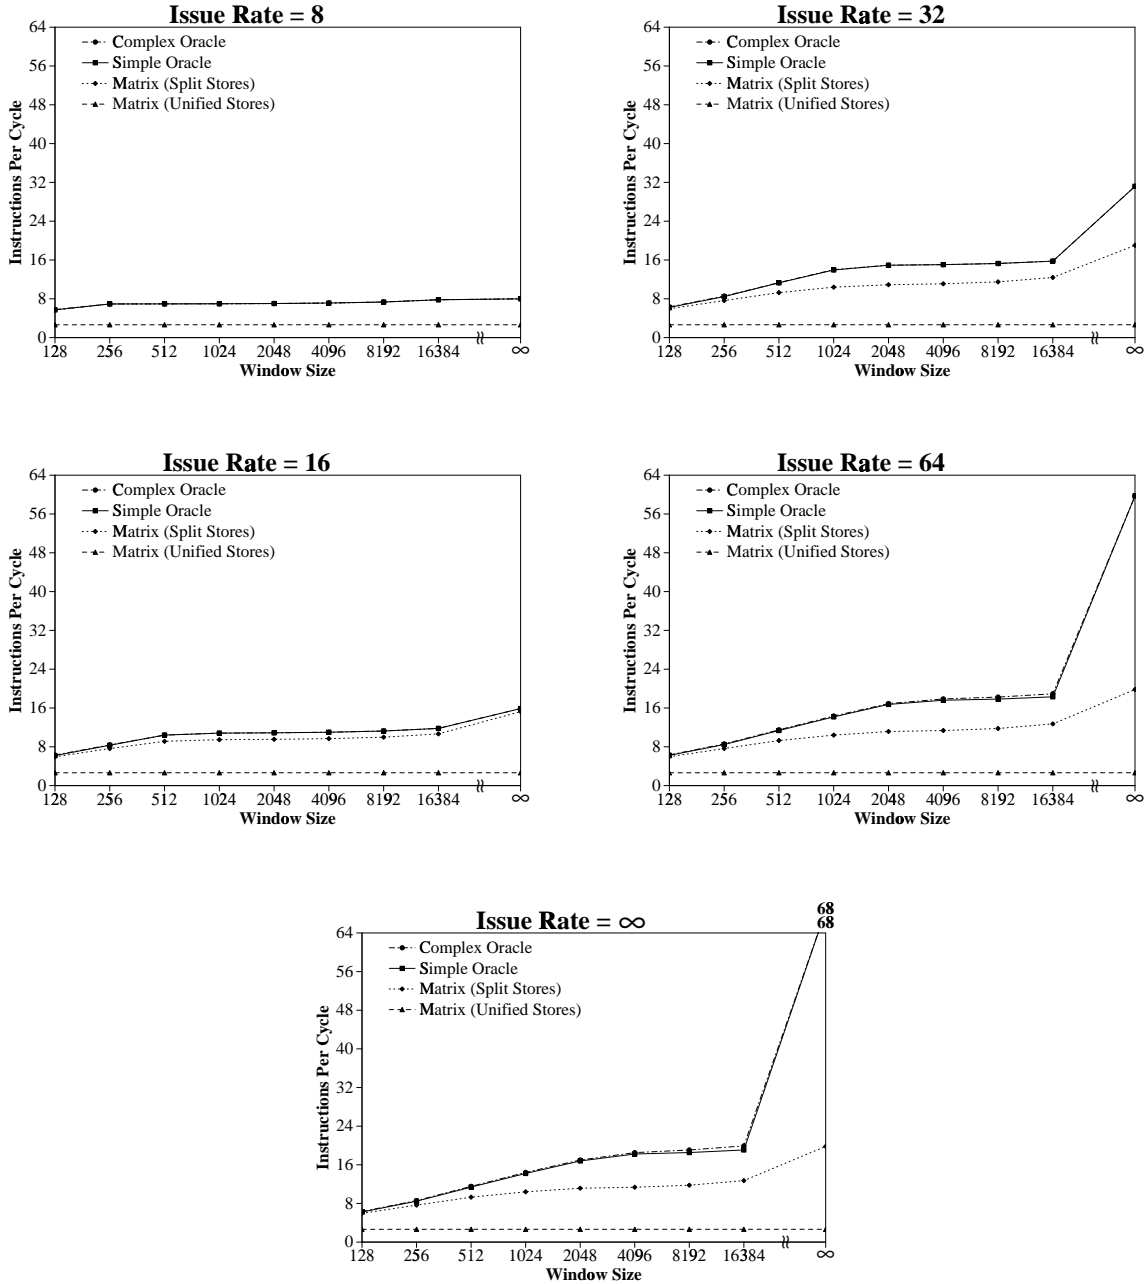 Issue Rate = 8
64
56
48
40
32
24
16
8
0
Instructions Per Cycle
Complex Oracle
Simple Oracle
Matrix (Split Stores)
Matrix (Unified Stores)
128 256 512 1024 2048 4096 8192 16384 ∞
Window Size
Issue Rate = 32
64
56
48
40
32
24
16
8
0
Instructions Per Cycle
Complex Oracle
Simple Oracle
Matrix (Split Stores)
Matrix (Unified Stores)
128 256 512 1024 2048 4096 8192 16384 ∞
Window Size
Issue Rate = 16
64
56
48
40
32
24
16
8
0
Instructions Per Cycle
Complex Oracle
Simple Oracle
Matrix (Split Stores)
Matrix (Unified Stores)
128 256 512 1024 2048 4096 8192 16384 ∞
Window Size
Issue Rate = 64
64
56
48
40
32
24
16
8
0
Instructions Per Cycle
Complex Oracle
Simple Oracle
Matrix (Split Stores)
Matrix (Unified Stores)
128 256 512 1024 2048 4096 8192 16384 ∞
Window Size
Issue Rate = ∞
68
68
64
56
48
40
32
24
16
8
0
Instructions Per Cycle
Complex Oracle
Simple Oracle
Matrix (Split Stores)
Matrix (Unified Stores)
128 256 512 1024 2048 4096 8192 16384 ∞
Window Size